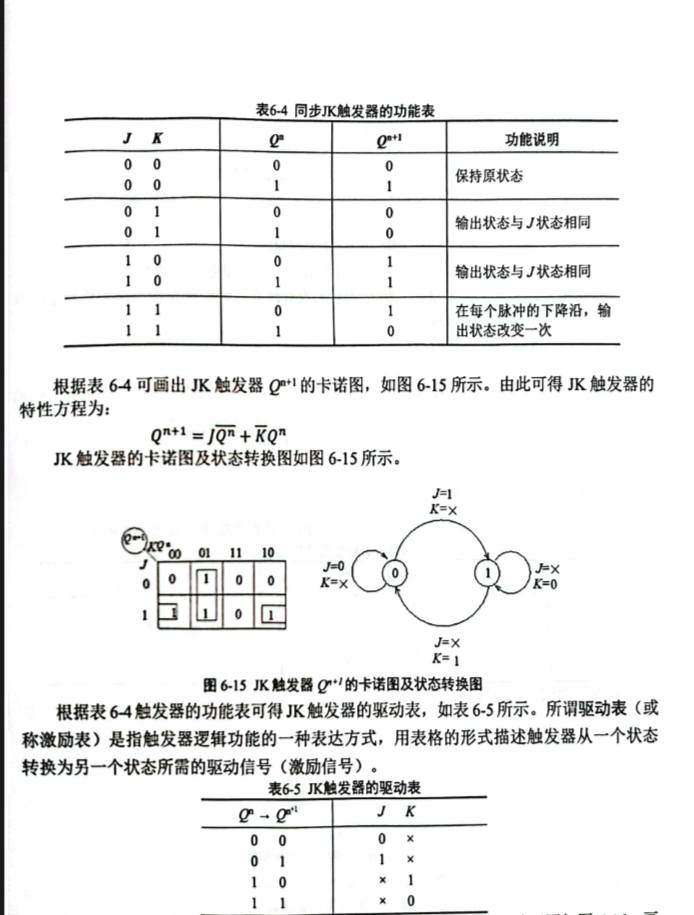 表6-4 同步JK触发器的功能表
J K Qⁿ Qⁿ⁺¹ 功能说明
0 0 0 0 保持原状态
0 0 1 1
0 1 0 0 输出状态与J状态相同
0 1 1 0
1 0 0 1 输出状态与J状态相同
1 0 1 1
1 1 0 1 在每个脉冲的下降沿，输
1 1 1 0 出状态改变一次
根据表 6-4 可画出 JK 触发器 Qⁿ⁺¹ 的卡诺图，如图 6-15 所示。由此可得 JK 触发器的
特性方程为：
Qⁿ⁺¹ = J\overline{Qⁿ} + \overline{K}Qⁿ
JK 触发器的卡诺图及状态转换图如图 6-15 所示。
Qⁿ⁺¹ KQⁿ 00 01 11 10
J
0 0 1 0 0
1 1 1 0 1
J=1
K=×
J=0
K=×
0
1
J=×
K=0
J=×
K= 1
图 6-15 JK 触发器 Qⁿ⁺¹ 的卡诺图及状态转换图
根据表 6-4 触发器的功能表可得 JK 触发器的驱动表，如表 6-5 所示。所谓驱动表（或
称激励表）是指触发器逻辑功能的一种表达方式，用表格的形式描述触发器从一个状态
转换为另一个状态所需的驱动信号（激励信号）。
表6-5 JK触发器的驱动表
Qⁿ → Qⁿ⁺¹ J K
0 0 0 ×
0 1 1 ×
1 0 × 1
1 1 × 0